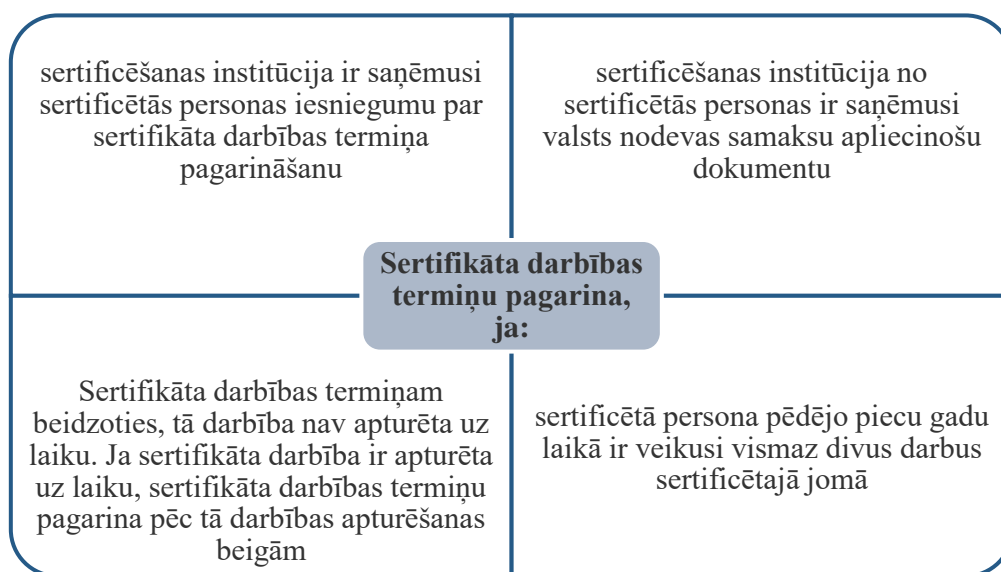 sertificēšanas institūcija ir saņēmusi
sertificētās personas iesniegumu par
sertifikāta darbības termiņa
pagarināšanu
sertificēšanas institūcija no
sertificētās personas ir saņēmusi
valsts nodevas samaksu apliecinošu
dokumentu
Sertifikāta darbības
termiņu pagarina,
ja:
Sertifikāta darbības termiņam
beidzoties, tā darbība nav apturēta uz
laiku. Ja sertifikāta darbība ir apturēta
uz laiku, sertifikāta darbības termiņu
pagarina pēc tā darbības apturēšanas
beigām
sertificētā persona pēdējo piecu gadu
laikā ir veikusi vismaz divus darbus
sertificētajā jomā